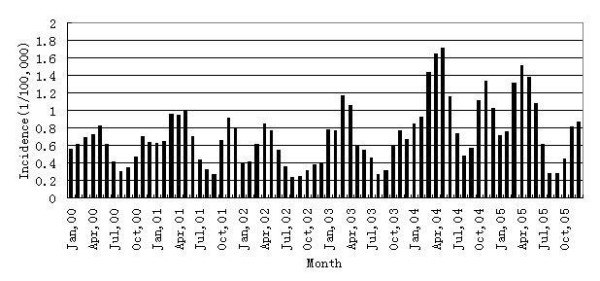 2
1.8
1.6
1.4
1.2
1
0.8
0.6
0.4
0.2
0
Incidence(1/100,000)
Jan,00
Apr,00
Jul,00
Oct,00
Jan,01
Apr,01
Jul,01
Oct,01
Jan,02
Apr,02
Jul,02
Oct,02
Jan,03
Apr,03
Jul,03
Oct,03
Jan,04
Apr,04
Jul,04
Oct,04
Jan,05
Apr,05
Jul,05
Oct,05
Month